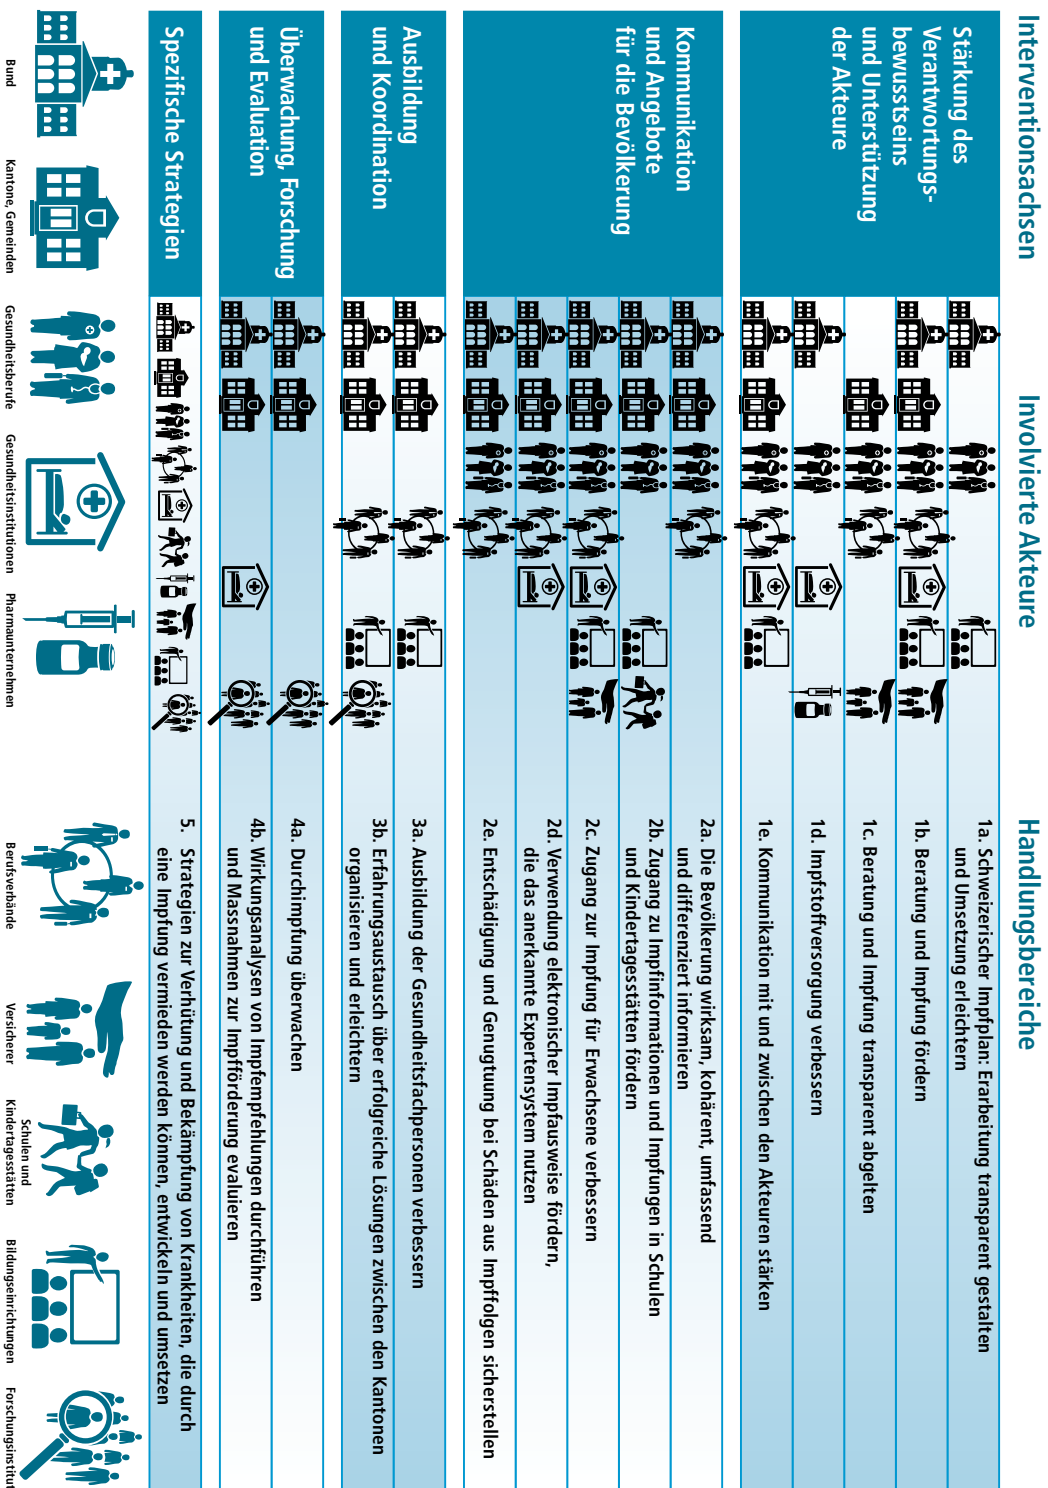 Interventionsachsen
Involvierte Akteure
Handlungsbereiche
Stärkung des
Verantwortungs-
bewusstseins
und Unterstützung
der Akteure
1a. Schweizerischer Impfplan: Erarbeitung transparent gestalten
und Umsetzung erleichtern
1b. Beratung und Impfung fördern
1c. Beratung und Impfung transparent abgelten
1d. Impfstoffversorgung verbessern
1e. Kommunikation mit und zwischen den Akteuren stärken
Kommunikation
und Angebote
für die Bevölkerung
2a. Die Bevölkerung wirksam, kohärent, umfassend
und differenziert informieren
2b. Zugang zu Impfinformationen und Impfungen in Schulen
und Kindertagesstätten fördern
2c. Zugang zur Impfung für Erwachsene verbessern
2d. Verwendung elektronischer Impfausweise fördern,
die das anerkannte Expertensystem nutzen
2e. Entschädigung und Genugtuung bei Schäden aus Impffolgen sicherstellen
Ausbildung
und Koordination
3a. Ausbildung der Gesundheitsfachpersonen verbessern
3b. Erfahrungsaustausch über erfolgreiche Lösungen zwischen den Kantonen
organisieren und erleichtern
Überwachung, Forschung
und Evaluation
4a. Durchimpfung überwachen
4b. Wirkungsanalysen von Impfempfehlungen durchführen
und Massnahmen zur Impfförderung evaluieren
Spezifische Strategien
5. Strategien zur Verhütung und Bekämpfung von Krankheiten, die durch
eine Impfung vermieden werden können, entwickeln und umsetzen
Bund
Kantone, Gemeinden
Gesundheitsberufe
Gesundheitsinstitutionen
Pharmaunternehmen
Berufsverbände
Versicherer
Schulen und
Kindertagesstätten
Bildungseinrichtungen
Forschungsinstitut